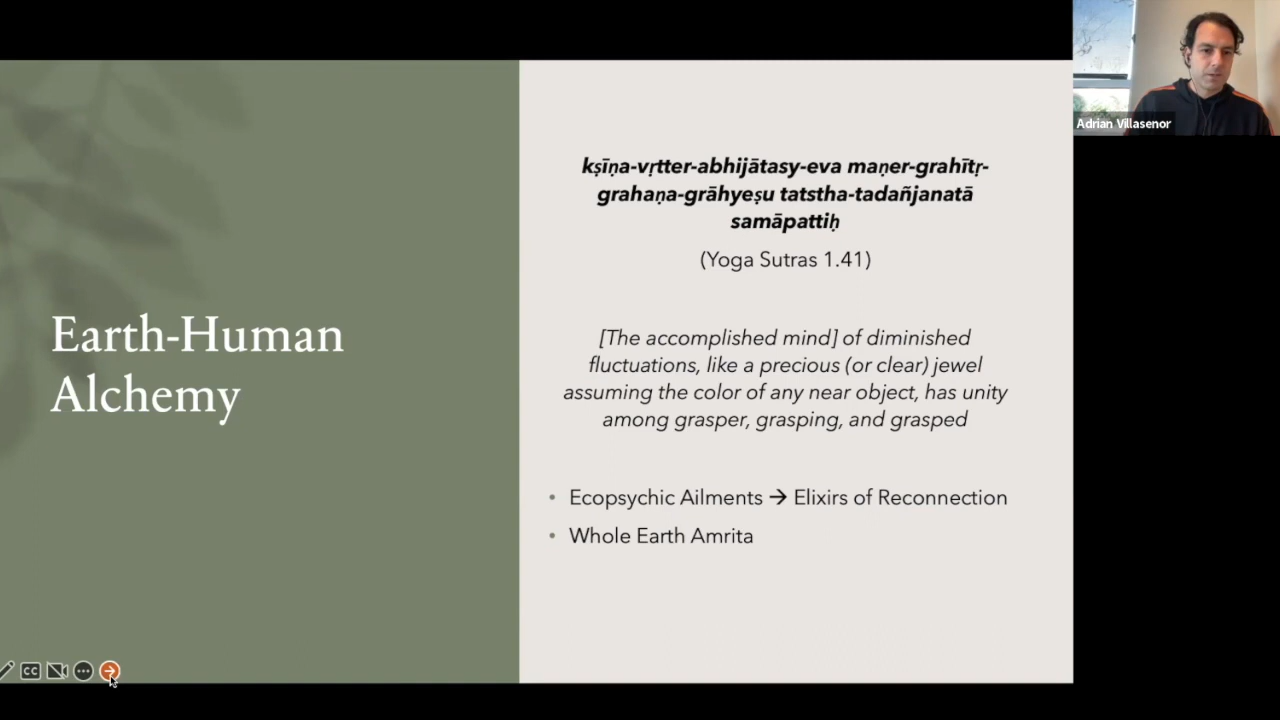 Earth-Human
Alchemy
kṣīṇa-vṛtter-abhijātasy-eva maṇer-grahītṛ-
grahaṇa-grāhyeṣu tatstha-tadañjanatā
samāpattiḥ
(Yoga Sutras 1.41)
[The accomplished mind] of diminished
fluctuations, like a precious (or clear) jewel
assuming the color of any near object, has unity
among grasper, grasping, and grasped
• Ecopsychic Ailments → Elixirs of Reconnection
• Whole Earth Amrita
Adrian Villasenor
CC